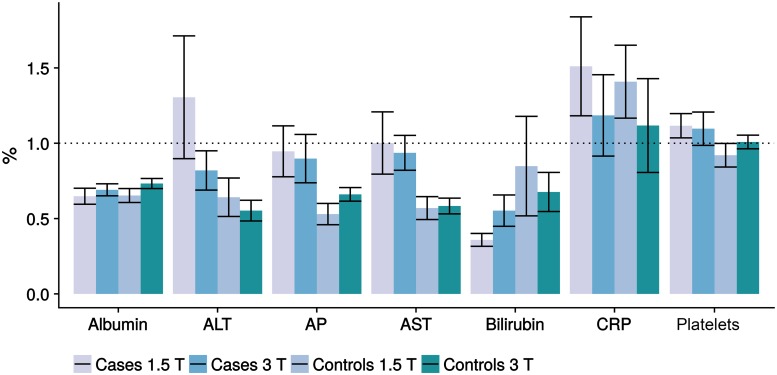 1.5
1.0
0.5
0.0
%
Albumin ALT AP AST Bilirubin CRP Platelets
Cases 1.5 T Cases 3 T Controls 1.5 T Controls 3 T